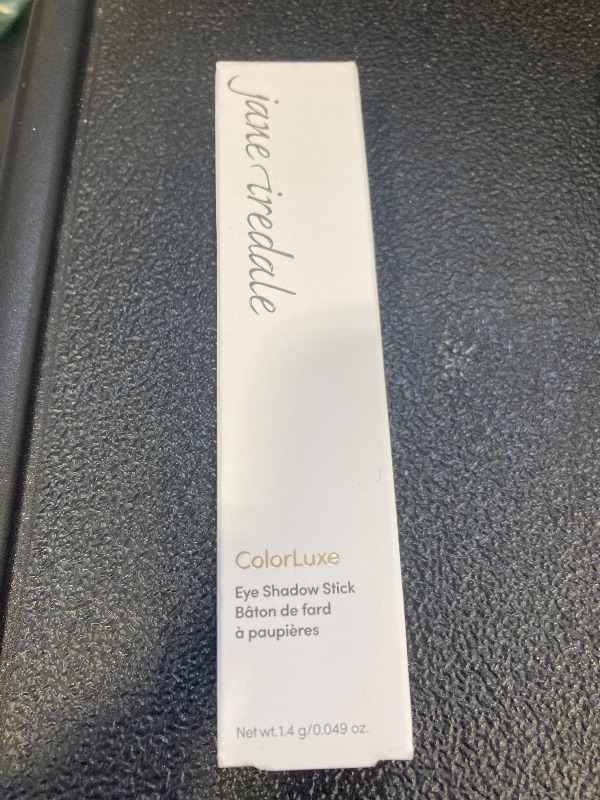 jane iredale
ColorLuxe
Eye Shadow Stick
Bâton de fard
à paupières
Net wt.1.4 g/0.049 oz.